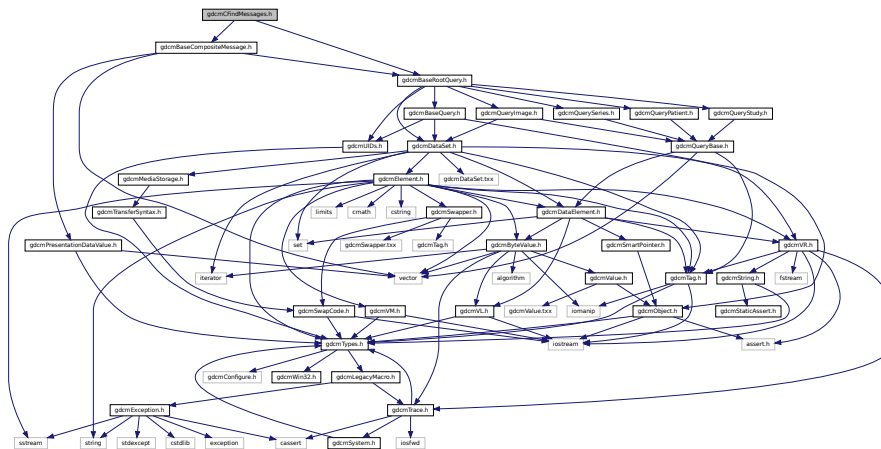 gdcmCFindMessages.h
gdcmBaseCompositeMessage.h
gdcmBaseRootQuery.h
gdcmBaseQuery.h
gdcmQueryImage.h
gdcmQuerySeries.h
gdcmQueryPatient.h
gdcmQueryStudy.h
gdcmUIDs.h
gdcmDataSet.h
gdcmQueryBase.h
gdcmMediaStorage.h
gdcmElement.h
gdcmDataSet.txx
gdcmTransferSyntax.h
limits
cmath
cstring
gdcmSwapper.h
gdcmDataElement.h
gdcmPresentationDataValue.h
set
gdcmSwapper.txx
gdcmTag.h
gdcmByteValue.h
gdcmSmartPointer.h
gdcmVR.h
iterator
vector
algorithm
gdcmValue.h
gdcmTag.h
gdcmString.h
fstream
gdcmSwapCode.h
gdcmVM.h
gdcmVL.h
gdcmValue.txx
iomanip
gdcmObject.h
gdcmStaticAssert.h
gdcmTypes.h
iostream
assert.h
gdcmConfigure.h
gdcmWin32.h
gdcmLegacyMacro.h
gdcmException.h
gdcmTrace.h
sstream
string
stdexcept
cstdlib
exception
cassert
gdcmSystem.h
iosfwd